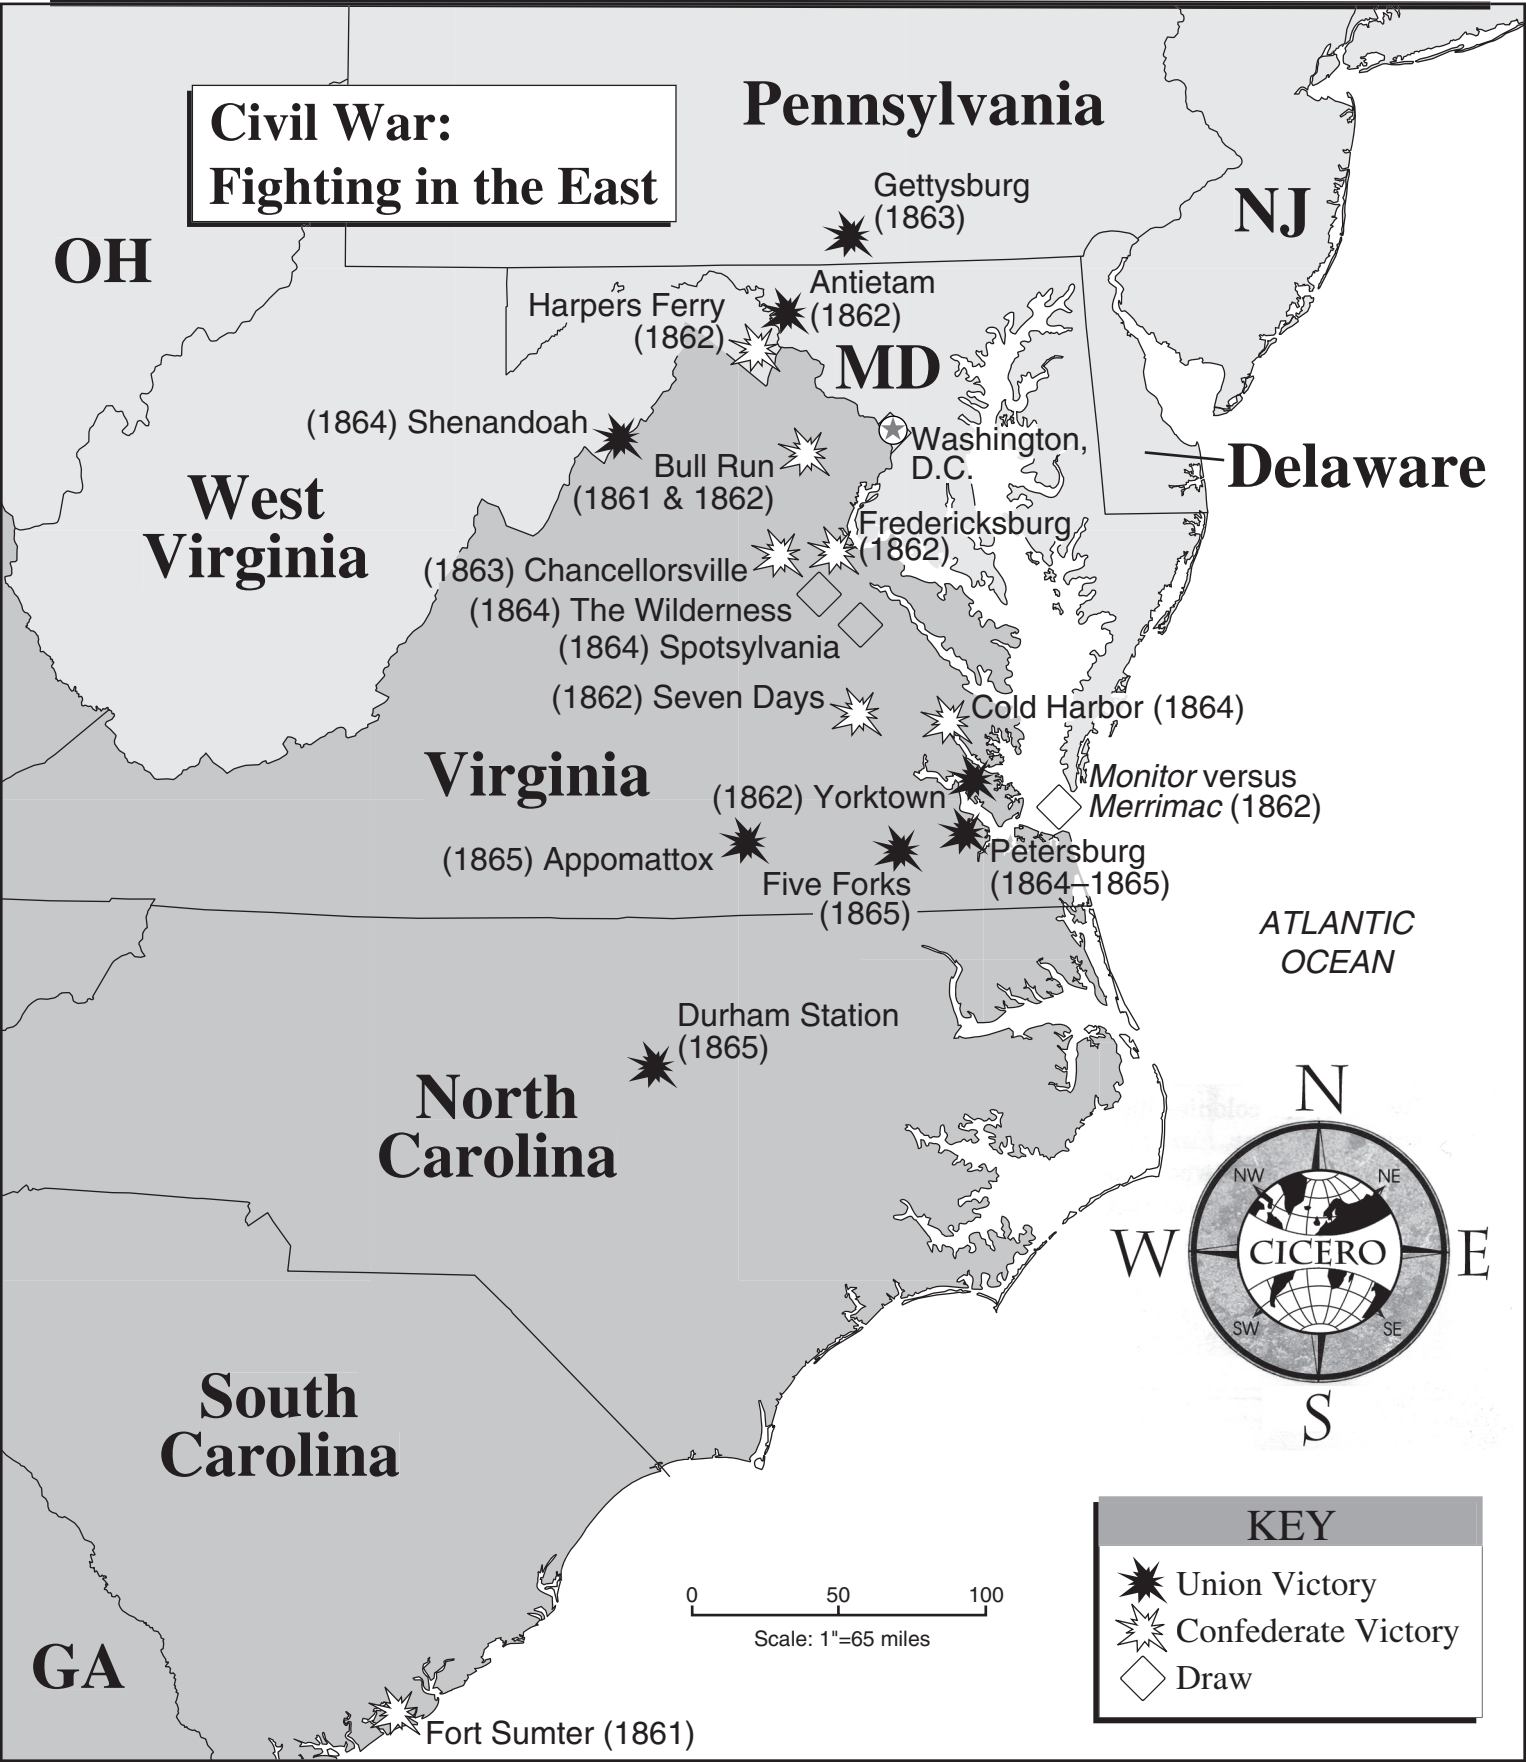 Civil War:
Fighting in the East
Pennsylvania
Gettysburg
(1863)
NJ
OH
Antietam
(1862)
Harpers Ferry
(1862)
MD
(1864) Shenandoah
Washington,
D.C.
Bull Run
(1861 & 1862)
Delaware
West
Virginia
Fredericksburg
(1862)
(1863) Chancellorsville
(1864) The Wilderness
(1864) Spotsylvania
(1862) Seven Days
Cold Harbor (1864)
Virginia
Monitor versus
Merrimac (1862)
(1862) Yorktown
(1865) Appomattox
Petersburg
(1864–1865)
Five Forks
(1865)
ATLANTIC
OCEAN
Durham Station
(1865)
North
Carolina
N
NW
NE
W
CICERO
E
SW
SE
S
South
Carolina
KEY
Union Victory
Confederate Victory
Draw
0 50 100
Scale: 1"=65 miles
GA
Fort Sumter (1861)